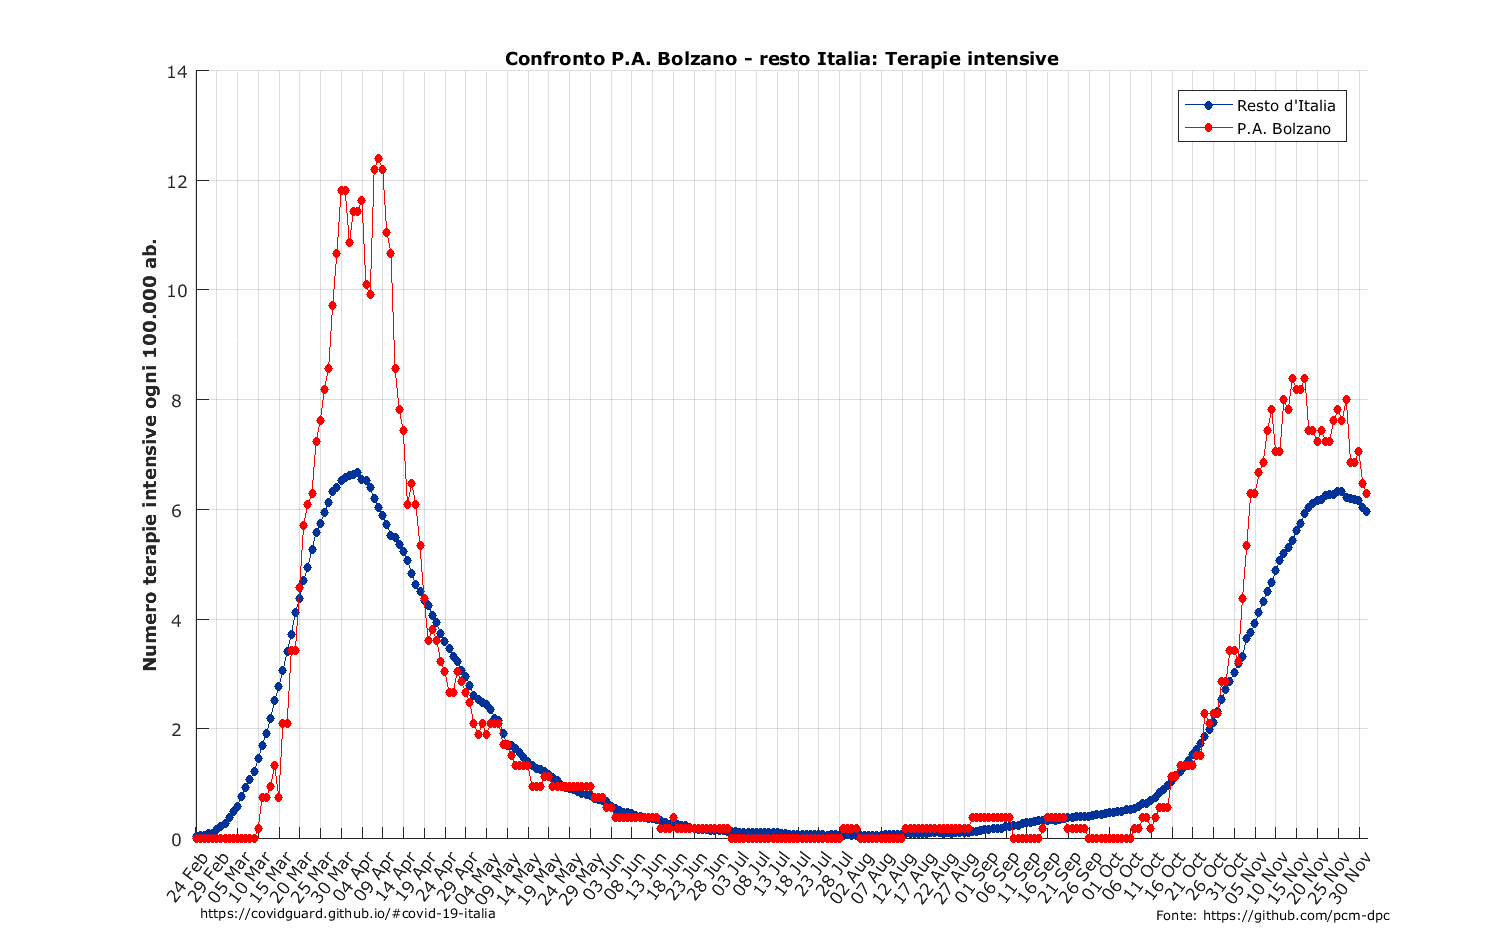 Confronto P.A. Bolzano - resto Italia: Terapie intensive
Resto d'Italia
P.A. Bolzano
Numero terapie intensive ogni 100.000 ab.
14
12
10
8
6
4
2
0
24 Feb
29 Feb
05 Mar
10 Mar
15 Mar
20 Mar
25 Mar
30 Mar
04 Apr
09 Apr
14 Apr
19 Apr
24 Apr
29 Apr
04 May
09 May
14 May
19 May
24 May
29 May
03 Jun
08 Jun
13 Jun
18 Jun
23 Jun
28 Jun
03 Jul
08 Jul
13 Jul
18 Jul
23 Jul
28 Jul
02 Aug
07 Aug
12 Aug
17 Aug
22 Aug
27 Aug
01 Sep
06 Sep
11 Sep
16 Sep
21 Sep
26 Sep
01 Oct
06 Oct
11 Oct
16 Oct
21 Oct
26 Oct
31 Oct
05 Nov
10 Nov
15 Nov
20 Nov
25 Nov
30 Nov
https://covidguard.github.io/#covid-19-italia
Fonte: https://github.com/pcm-dpc